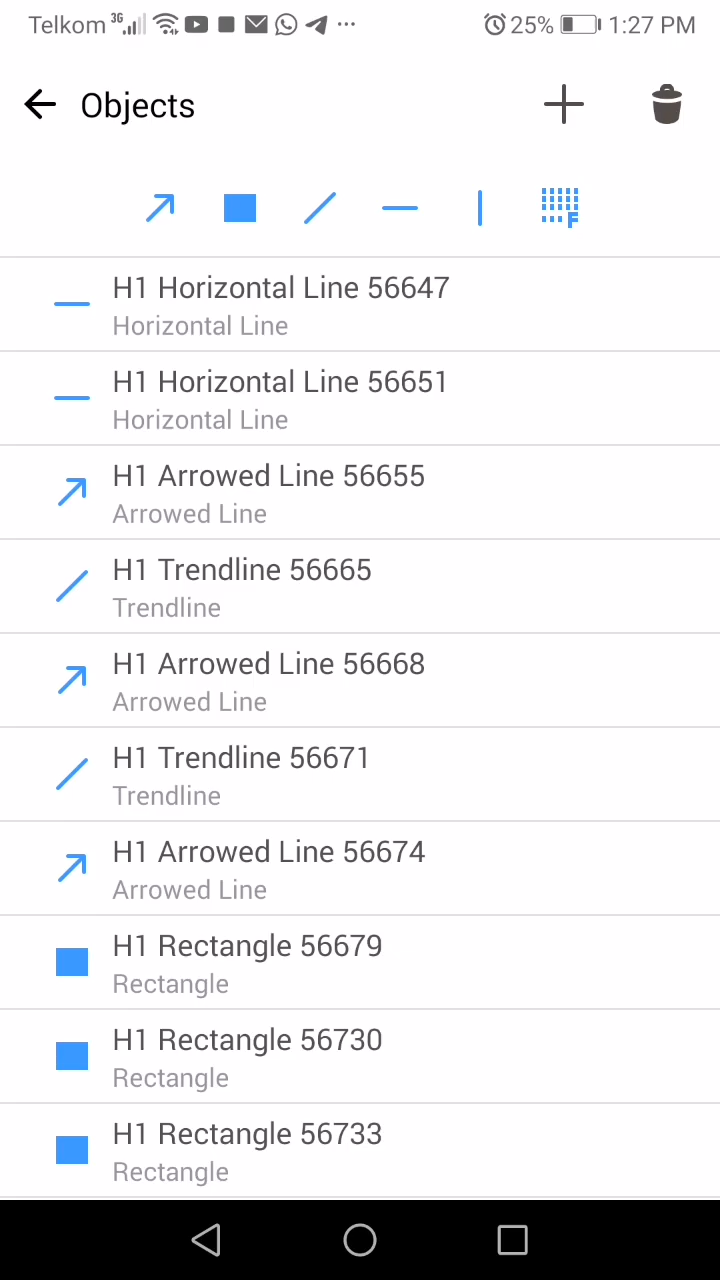 Telkom 3G 25% 1:27 PM
Objects
F
H1 Horizontal Line 56647
Horizontal Line
H1 Horizontal Line 56651
Horizontal Line
H1 Arrowed Line 56655
Arrowed Line
H1 Trendline 56665
Trendline
H1 Arrowed Line 56668
Arrowed Line
H1 Trendline 56671
Trendline
H1 Arrowed Line 56674
Arrowed Line
H1 Rectangle 56679
Rectangle
H1 Rectangle 56730
Rectangle
H1 Rectangle 56733
Rectangle